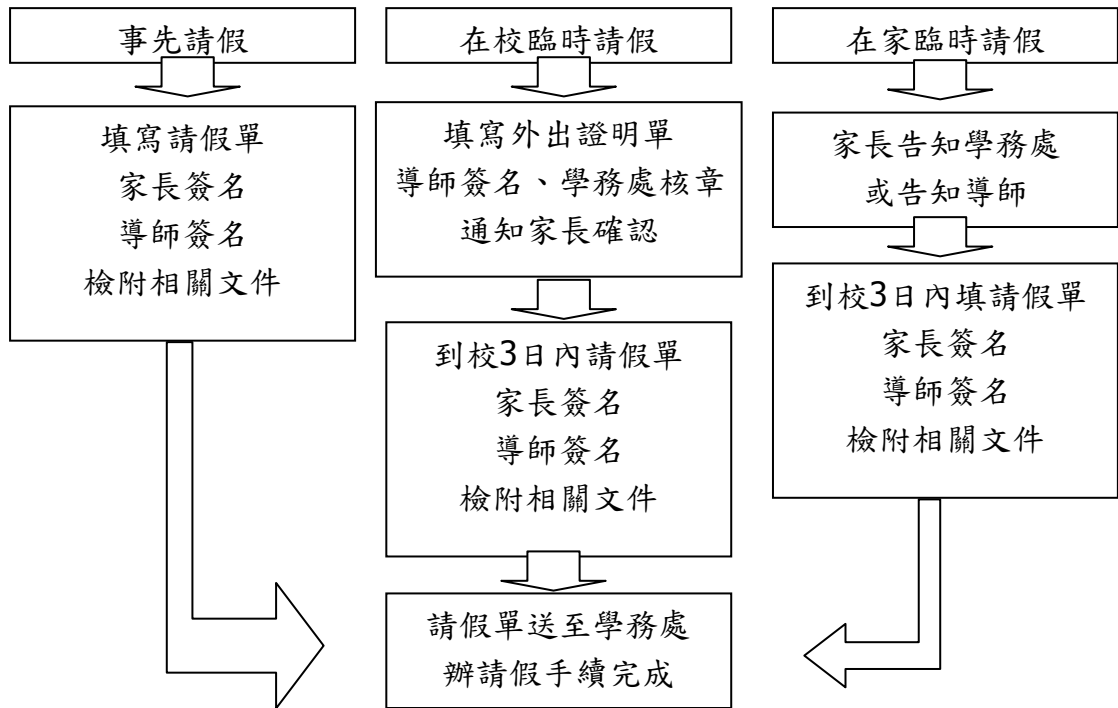 事先請假
填寫請假單
家長簽名
導師簽名
檢附相關文件
在校臨時請假
填寫外出證明單
導師簽名、學務處核章
通知家長確認
到校3日內請假單
家長簽名
導師簽名
檢附相關文件
在家臨時請假
家長告知學務處
或告知導師
到校3日內填請假單
家長簽名
導師簽名
檢附相關文件
請假單送至學務處
辦請假手續完成